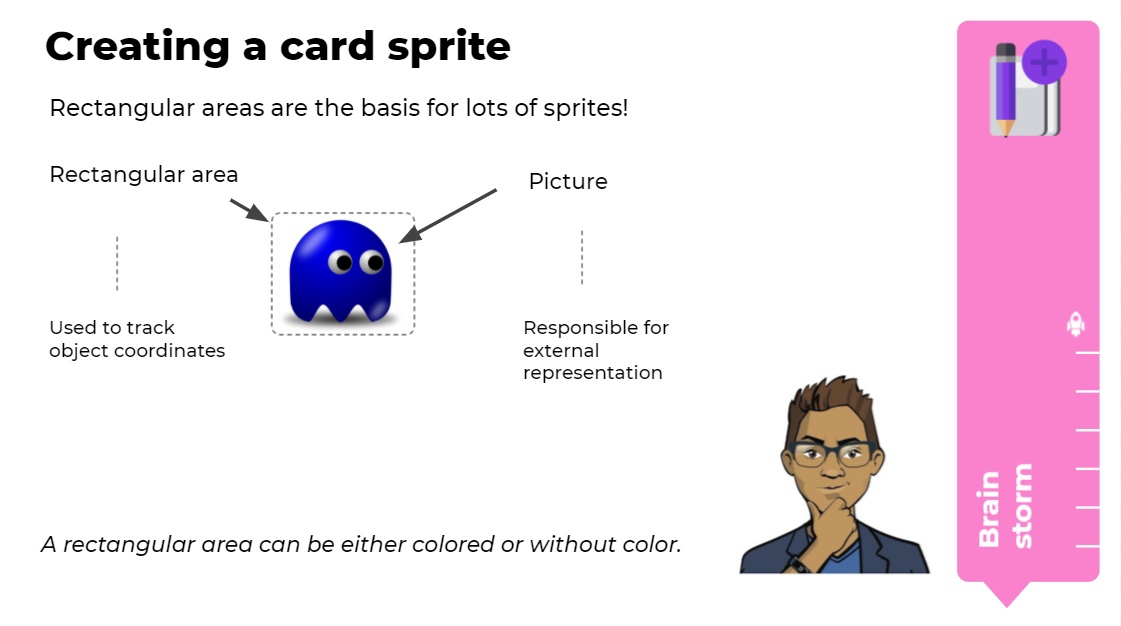 Creating a card sprite
Rectangular areas are the basis for lots of sprites!
Rectangular area
Picture
Used to track
object coordinates
Responsible for
external
representation
A rectangular area can be either colored or without color.
Brain
storm